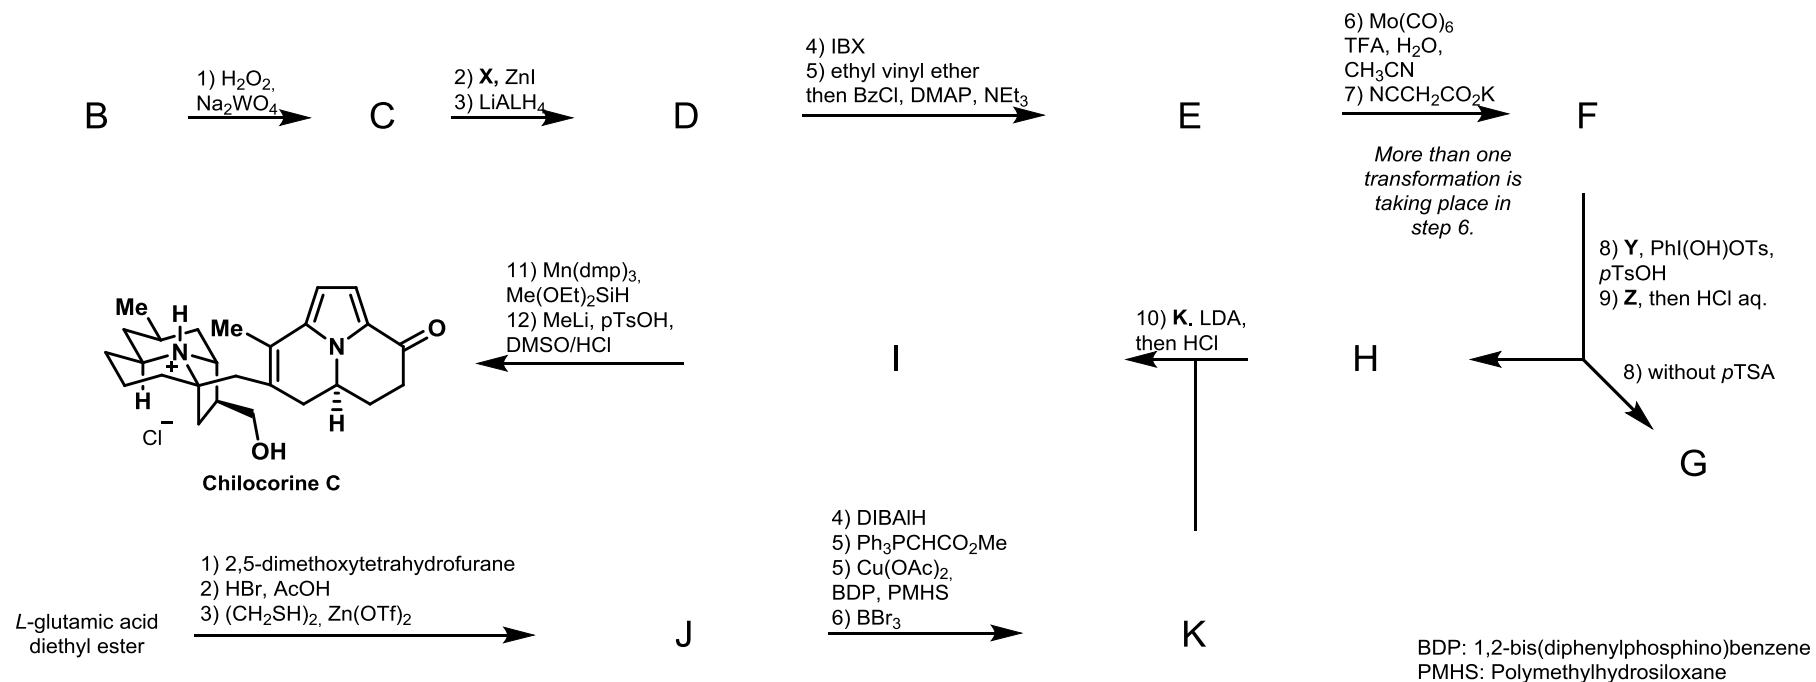 B
1) H2O2,
Na2WO4
C
2) X, ZnI
3) LiALH4
D
4) IBX
5) ethyl vinyl ether
then BzCl, DMAP, NEt3
E
6) Mo(CO)6
TFA, H2O,
CH3CN
7) NCCH2CO2K
F
More than one
transformation is
taking place in
step 6.
8) Y, PhI(OH)OTs,
pTsOH
9) Z, then HCl aq.
8) without pTSA
G
H
10) K. LDA,
then HCl
I
11) Mn(dmp)3,
Me(OEt)2SiH
12) MeLi, pTsOH,
DMSO/HCl
Me
H
N
+
H
Cl−
OH
Me
N
H
O
Chilocorine C
L-glutamic acid
diethyl ester
1) 2,5-dimethoxytetrahydrofurane
2) HBr, AcOH
3) (CH2SH)2, Zn(OTf)2
J
4) DIBAlH
5) Ph3PCHCO2Me
5) Cu(OAc)2,
BDP, PMHS
6) BBr3
K
BDP: 1,2-bis(diphenylphosphino)benzene
PMHS: Polymethylhydrosiloxane